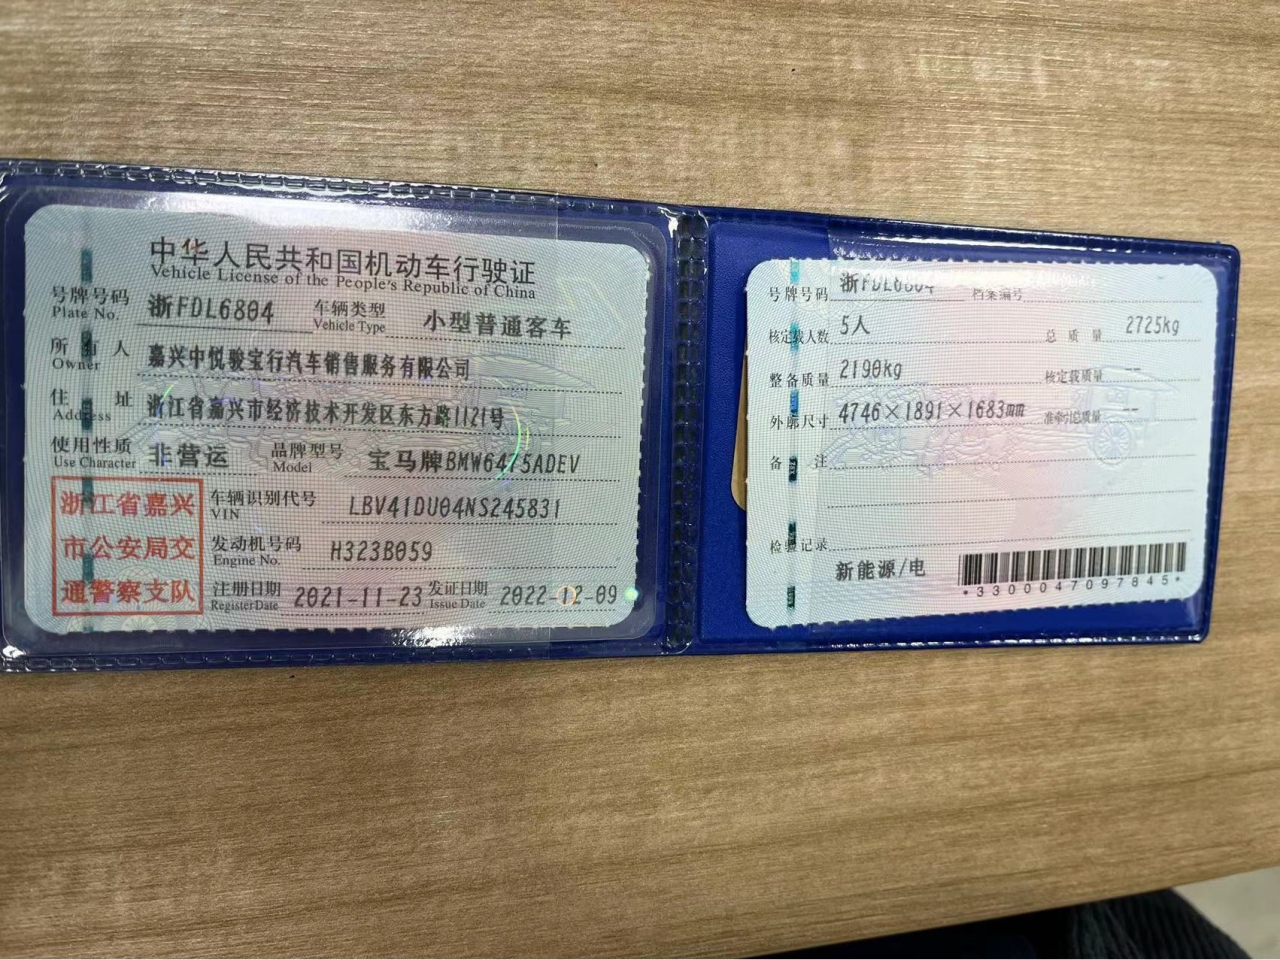 中华人民共和国机动车行驶证
Vehicle License of the People's Republic of China
号牌号码 浙FDL6804 车辆类型 小型普通客车
Plate No. Vehicle Type
所有人 嘉兴中悦骏宝行汽车销售服务有限公司
Owner
住址 浙江省嘉兴市经济技术开发区东方路1121号
Address
使用性质 非营运 品牌型号 宝马牌BMW6475ADEV
Use Character Model
浙江省嘉兴
市公安局交
通警察支队
车辆识别代号 LBV41DU04NS245831
VIN
发动机号码 H323B059
Engine No.
注册日期 2021-11-23 发证日期 2022-12-09
Register Date Issue Date
号牌号码 浙FDL6804 档案编号
核定载人数 5人 总质量 2725kg
整备质量 2190kg 核定载质量 --
外廓尺寸 4746×1891×1683mm 准牵引总质量 --
备注
检验记录
新能源/电
*3300047097845*